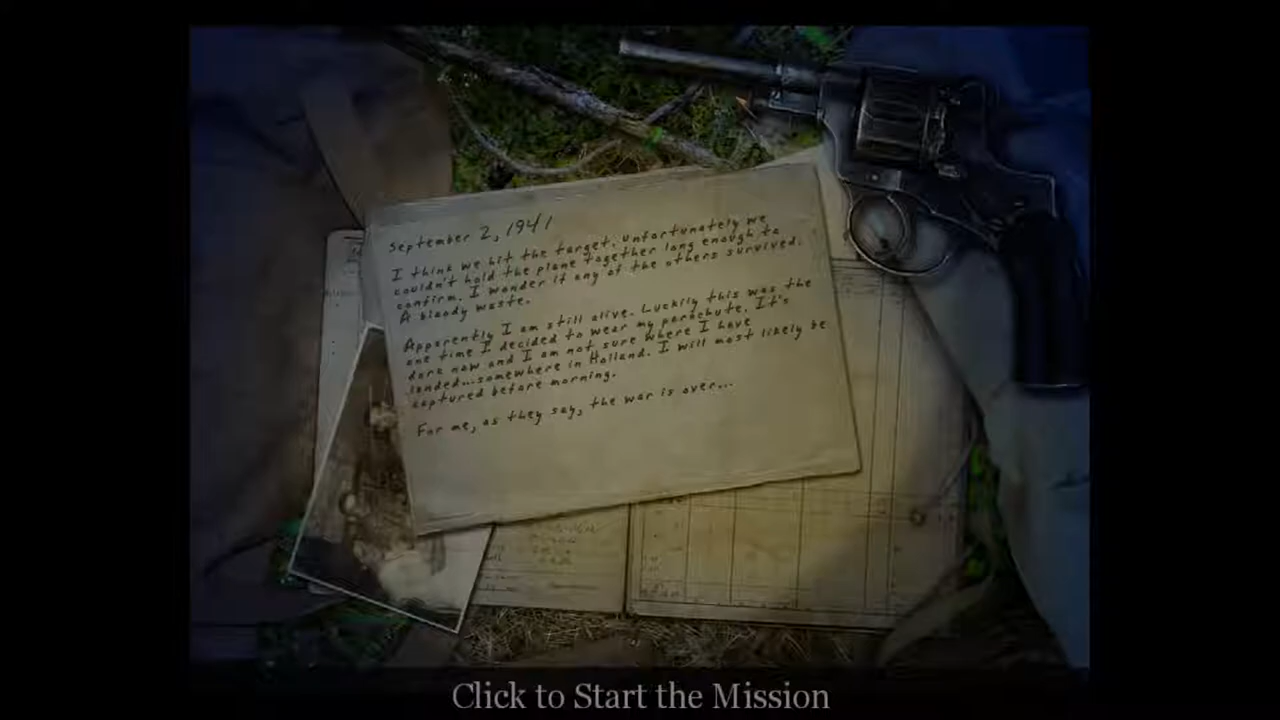 September 2, 1941
I think we hit the target. Unfortunately we
couldn't hold the plane together long enough to
confirm. I wonder if any of the others survived.
A bloody waste.
Apparently I am still alive. Luckily this was the
one time I decided to wear my parachute. It's
dark now and I am not sure where I have
landed...somewhere in Holland. I will most likely be
captured before morning.
For me, as they say, the war is over...
Click to Start the Mission